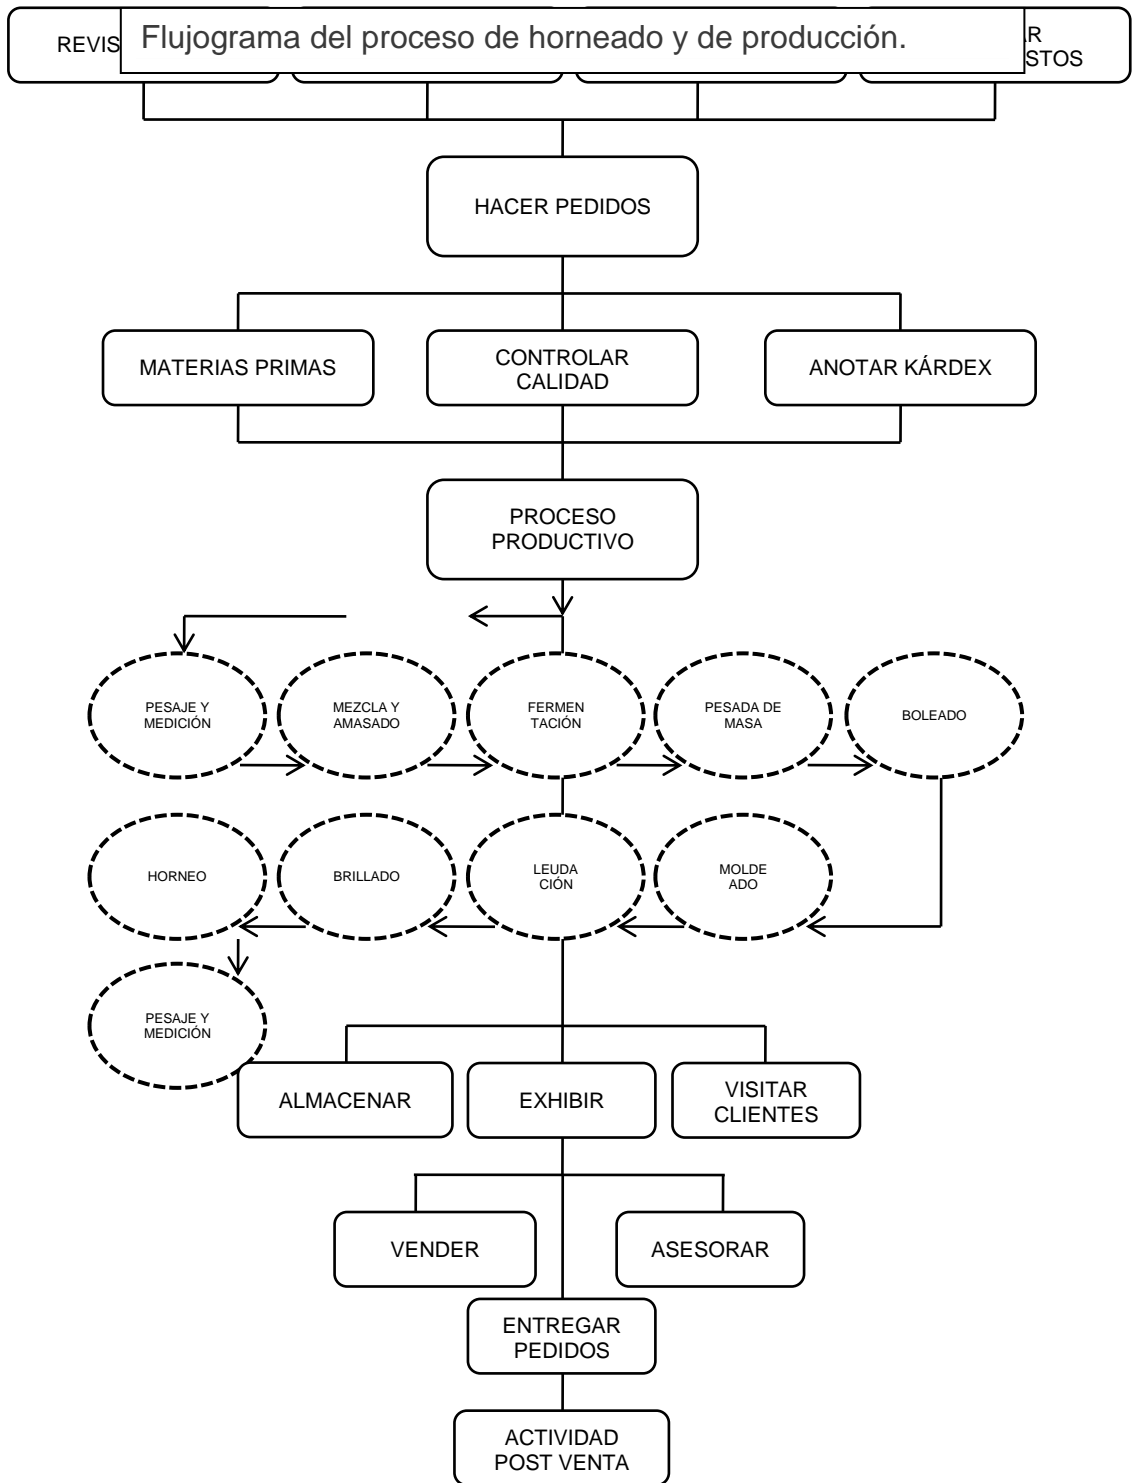 Flujograma del proceso de horneado y de producción.
HACER PEDIDOS
MATERIAS PRIMAS
CONTROLAR
CALIDAD
ANOTAR KÁRDEX
PROCESO
PRODUCTIVO
PESAJE Y
MEDICIÓN
MEZCLA Y
AMASADO
FERMEN
TACIÓN
PESADA DE
MASA
BOLEADO
HORNEO
BRILLADO
LEUDA
CIÓN
MOLDE
ADO
PESAJE Y
MEDICIÓN
ALMACENAR
EXHIBIR
VISITAR
CLIENTES
VENDER
ASESORAR
ENTREGAR
PEDIDOS
ACTIVIDAD
POST VENTA